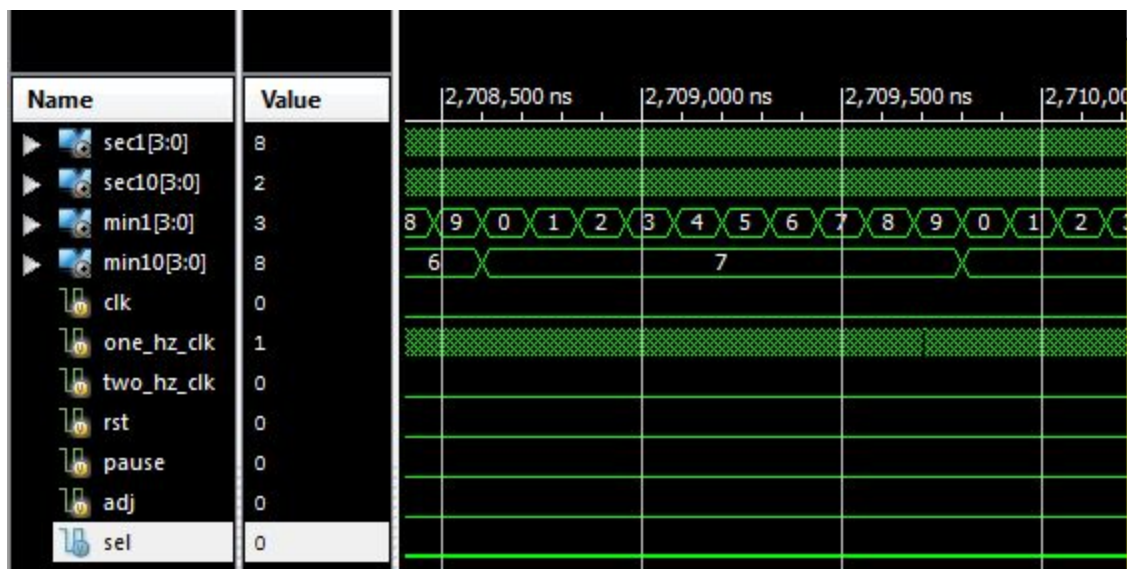 Name Value 2,708,500 ns 2,709,000 ns 2,709,500 ns 2,710,00
sec1[3:0] 8
sec10[3:0] 2
min1[3:0] 3 8 9 0 1 2 3 4 5 6 7 8 9 0 1 2 3
min10[3:0] 8 6 7
clk 0
one_hz_clk 1
two_hz_clk 0
rst 0
pause 0
adj 0
sel 0